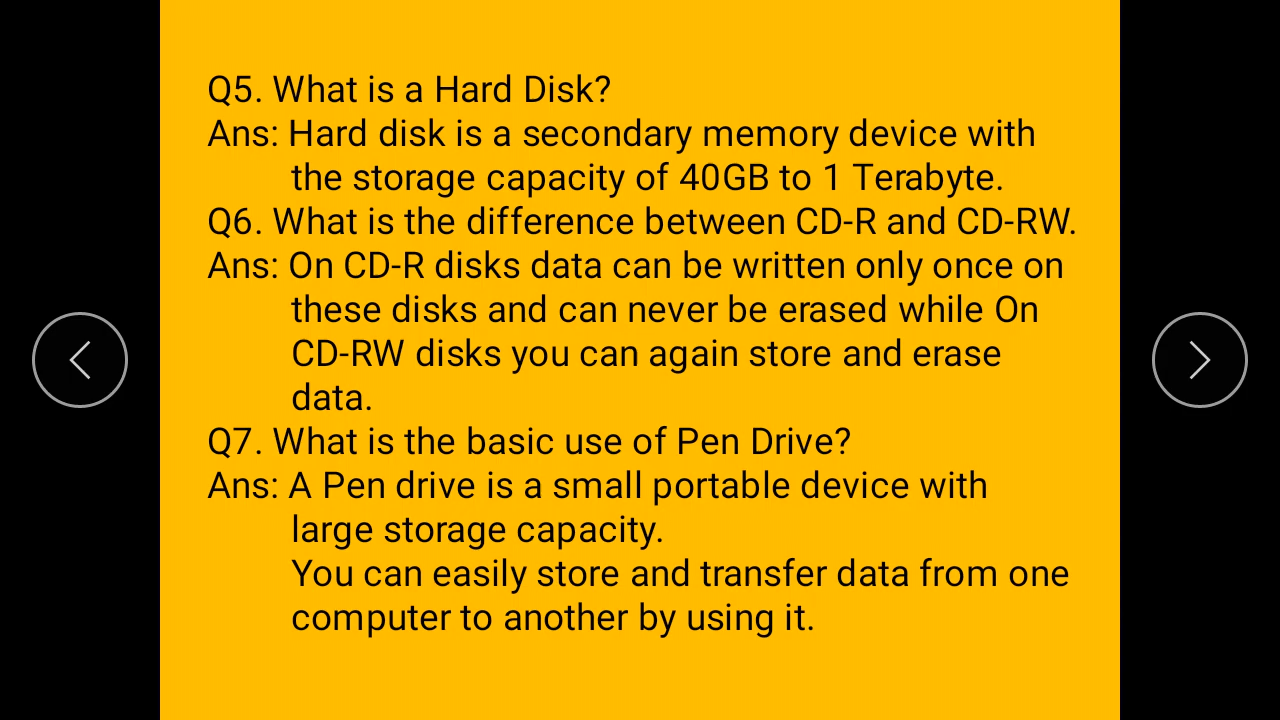 Q5. What is a Hard Disk?
Ans: Hard disk is a secondary memory device with
the storage capacity of 40GB to 1 Terabyte.
Q6. What is the difference between CD-R and CD-RW.
Ans: On CD-R disks data can be written only once on
these disks and can never be erased while On
CD-RW disks you can again store and erase
data.
Q7. What is the basic use of Pen Drive?
Ans: A Pen drive is a small portable device with
large storage capacity.
You can easily store and transfer data from one
computer to another by using it.